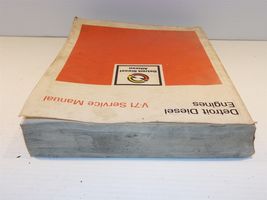 Detroit Diesel
Engines
V-71 Service Manual
Detroit Diesel
Allison